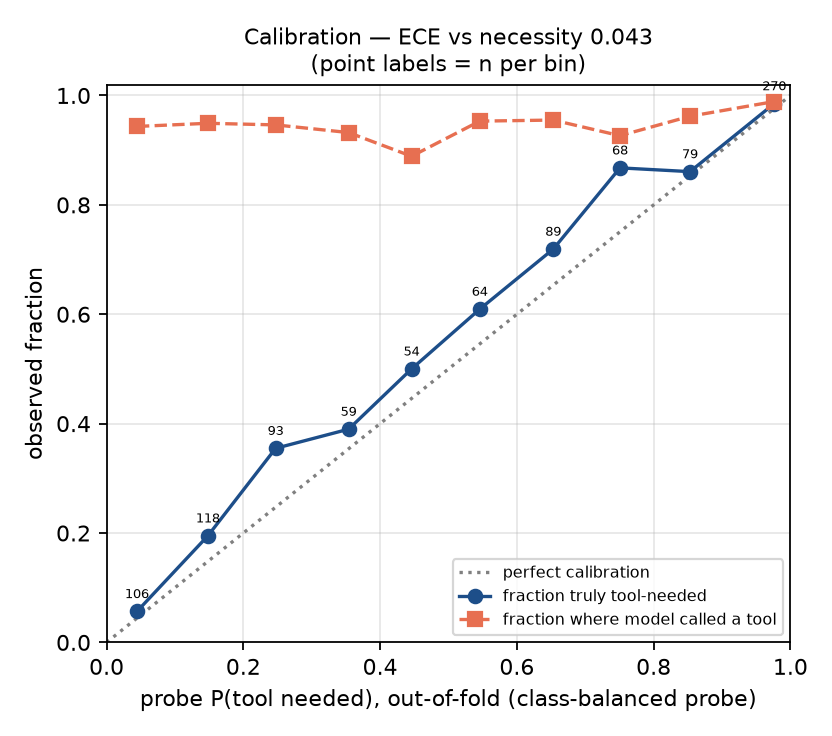 Calibration — ECE vs necessity 0.043
(point labels = n per bin)
270
1.0
68
79
0.8
89
64
0.6
54
59
0.4
93
118
0.2
106
0.0
observed fraction
perfect calibration
fraction truly tool-needed
fraction where model called a tool
0.0 0.2 0.4 0.6 0.8 1.0
probe P(tool needed), out-of-fold (class-balanced probe)